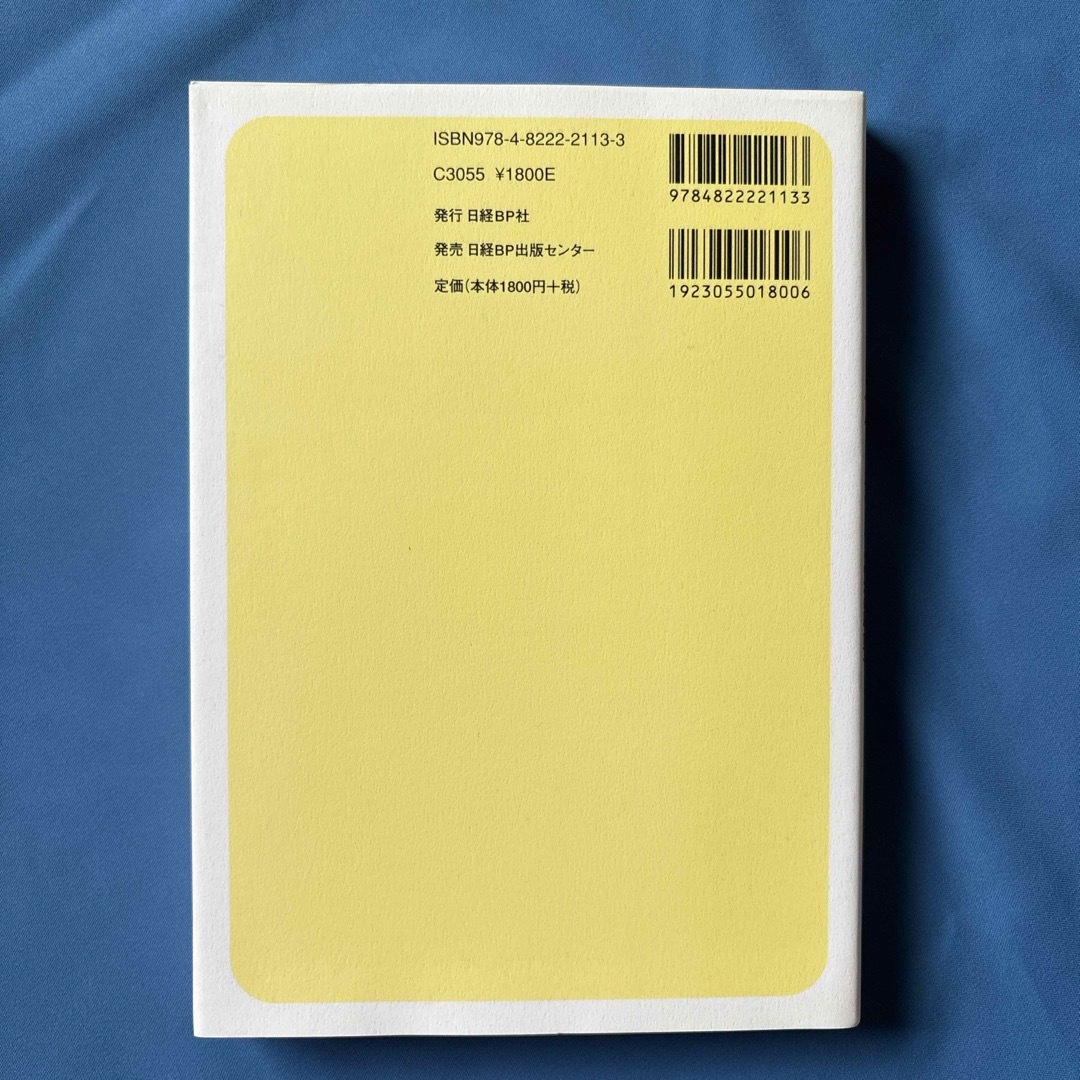 ISBN978-4-8222-2113-3
C3055 ¥1800E
発行 日経BP社
発売 日経BP出版センター
定価(本体1800円+税)
9784822221133
1923055018006